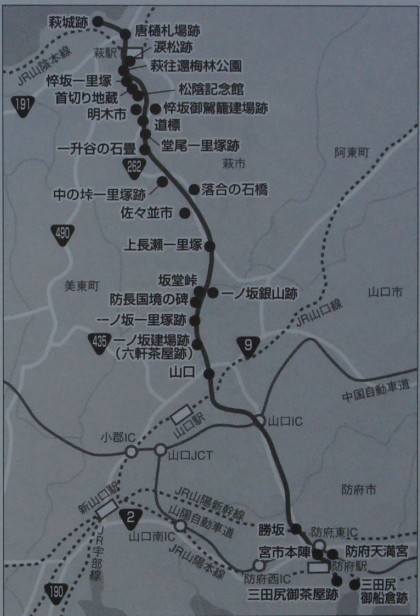 萩城跡
唐樋札場跡
JR山陰本線
萩駅
涙松跡
萩往還梅林公園
悴坂一里塚
松陰記念館
191
首切り地蔵
悴坂御駕籠建場跡
明木市
道標
堂尾一里塚跡
一升谷の石畳
262
萩市
阿東町
中の峠一里塚跡
落合の石橋
佐々並市
490
上長瀬一里塚
美東町
坂堂峠
一ノ坂銀山跡
防長国境の碑
山口市
JR山口線
一ノ坂一里塚跡
435
一ノ坂建場跡
(六軒茶屋跡)
9
山口
中国自動車道
山口駅
山口IC
小郡IC
山口JCT
新山口駅
JR山陽新幹線
防府市
2
山陽自動車道
勝坂
防府東IC
山口南IC
JR宇部線
JR山陽本線
宮市本陣
防府天満宮
防府駅
防府西IC
190
三田尻御茶屋跡
三田尻
御船倉跡